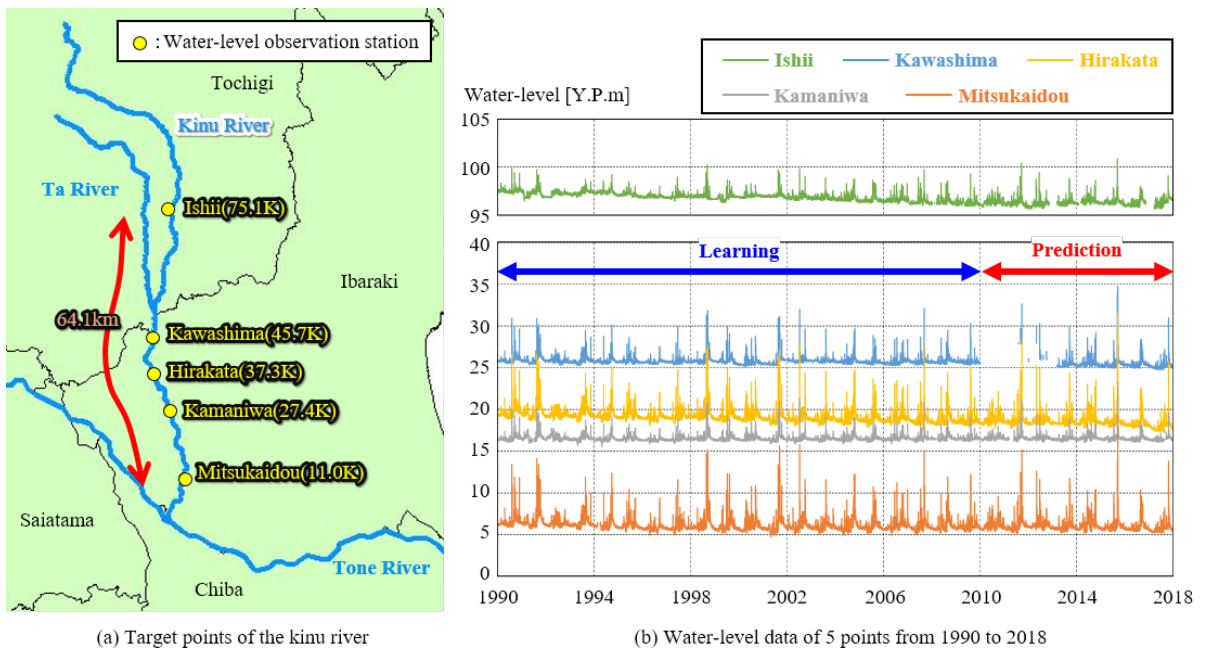 : Water-level observation station
Tochigi
Kinu River
Ta River
Ishii(75.1K)
Ibaraki
64.1km
Kawashima(45.7K)
Hirakata(37.3K)
Kamaniwa(27.4K)
Mitsukaidou(11.0K)
Saiatama
Tone River
Chiba
(a) Target points of the kinu river
Ishii Kawashima Hirakata
Kamaniwa Mitsukaidou
Water-level [Y.P.m]
105
100
95
40
Learning Prediction
35
30
25
20
15
10
5
0
1990 1994 1998 2002 2006 2010 2014 2018
(b) Water-level data of 5 points from 1990 to 2018